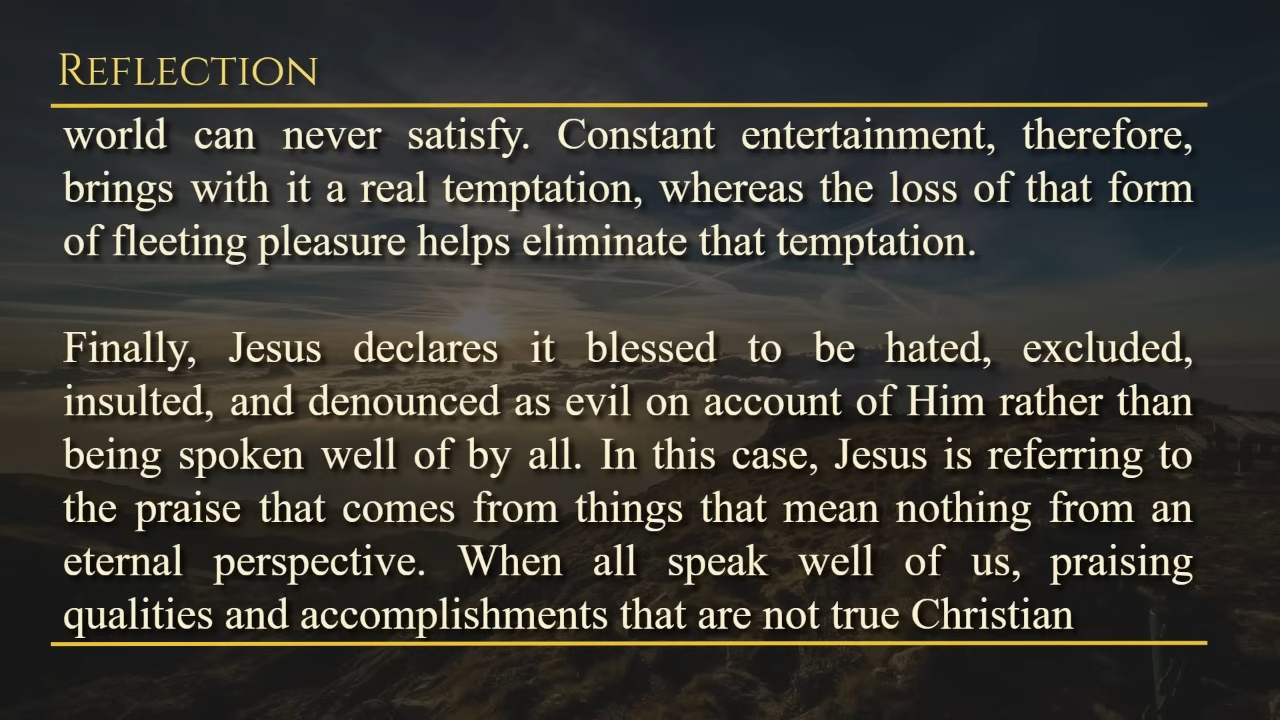 Reflection
world can never satisfy. Constant entertainment, therefore,
brings with it a real temptation, whereas the loss of that form
of fleeting pleasure helps eliminate that temptation.
Finally, Jesus declares it blessed to be hated, excluded,
insulted, and denounced as evil on account of Him rather than
being spoken well of by all. In this case, Jesus is referring to
the praise that comes from things that mean nothing from an
eternal perspective. When all speak well of us, praising
qualities and accomplishments that are not true Christian